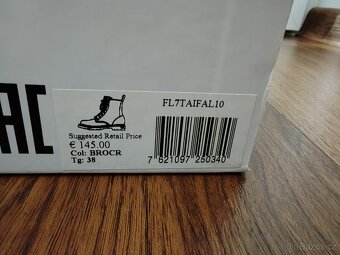 AC
FL7TAIFAL10
Suggested Retail Price
€ 145.00
Col: BROCR
Tg: 38
7 621097 250340